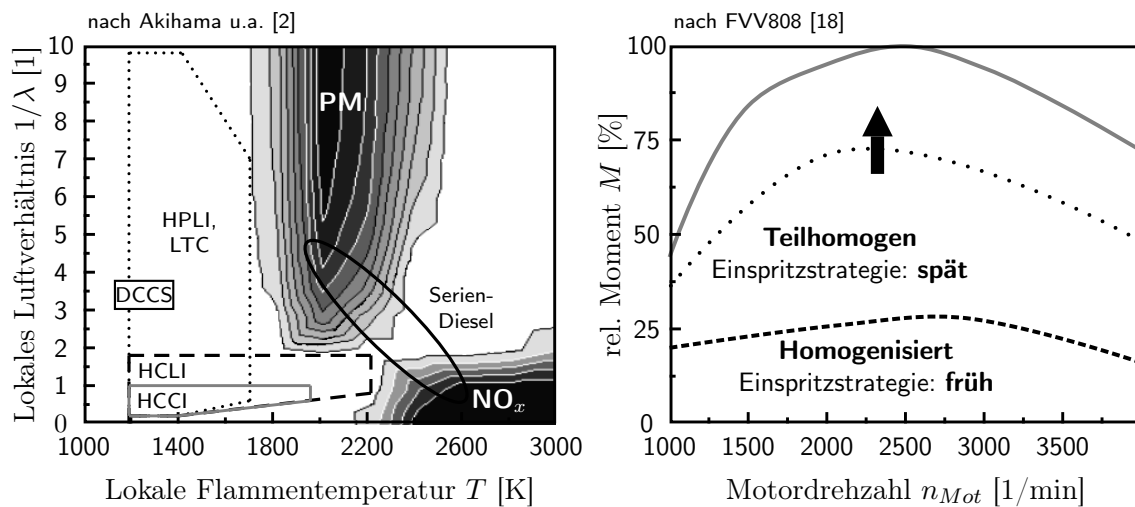 nach Akihama u.a. [2]
Lokales Luftverhältnis 1/λ [1]
10
9
8
7
6
5
4
3
2
1
0
PM
HPLI,
LTC
DCCS
Serien-
Diesel
HCLI
HCCI
NOx
1000
1400
1800
2200
2600
3000
Lokale Flammentemperatur T [K]
nach FVV808 [18]
rel. Moment M [%]
100
75
50
25
0
Teilhomogen
Einspritzstrategie: spät
Homogenisiert
Einspritzstrategie: früh
1000
1500
2000
2500
3000
3500
Motordrehzahl nMot [1/min]